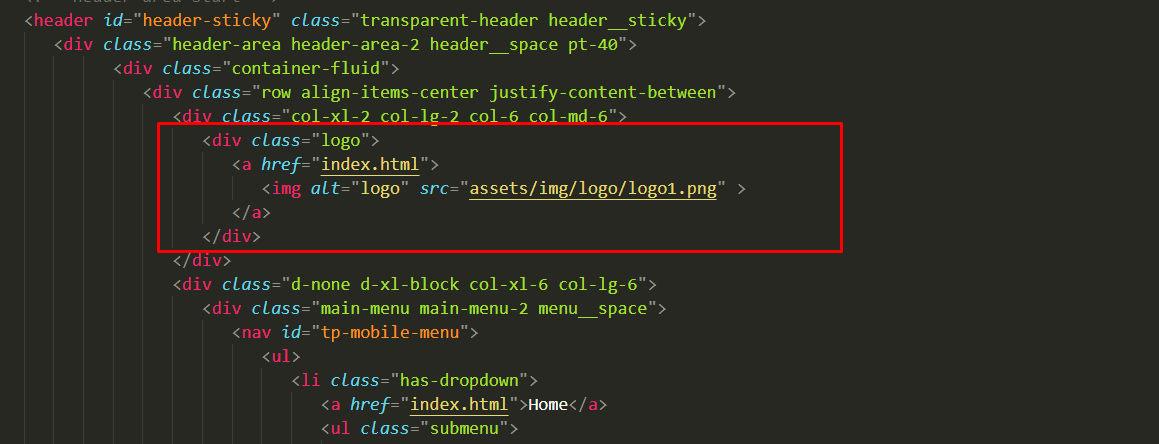 <header id="header-sticky" class="transparent-header header__sticky">
<div class="header-area header-area-2 header__space pt-40">
<div class="container-fluid">
<div class="row align-items-center justify-content-between">
<div class="col-xl-2 col-lg-2 col-6 col-md-6">
<div class="logo">
<a href="index.html">
<img alt="logo" src="assets/img/logo/logo1.png" >
</a>
</div>
</div>
<div class="d-none d-xl-block col-xl-6 col-lg-6">
<div class="main-menu main-menu-2 menu__space">
<nav id="tp-mobile-menu">
<ul>
<li class="has-dropdown">
<a href="index.html">Home</a>
<ul class="submenu">